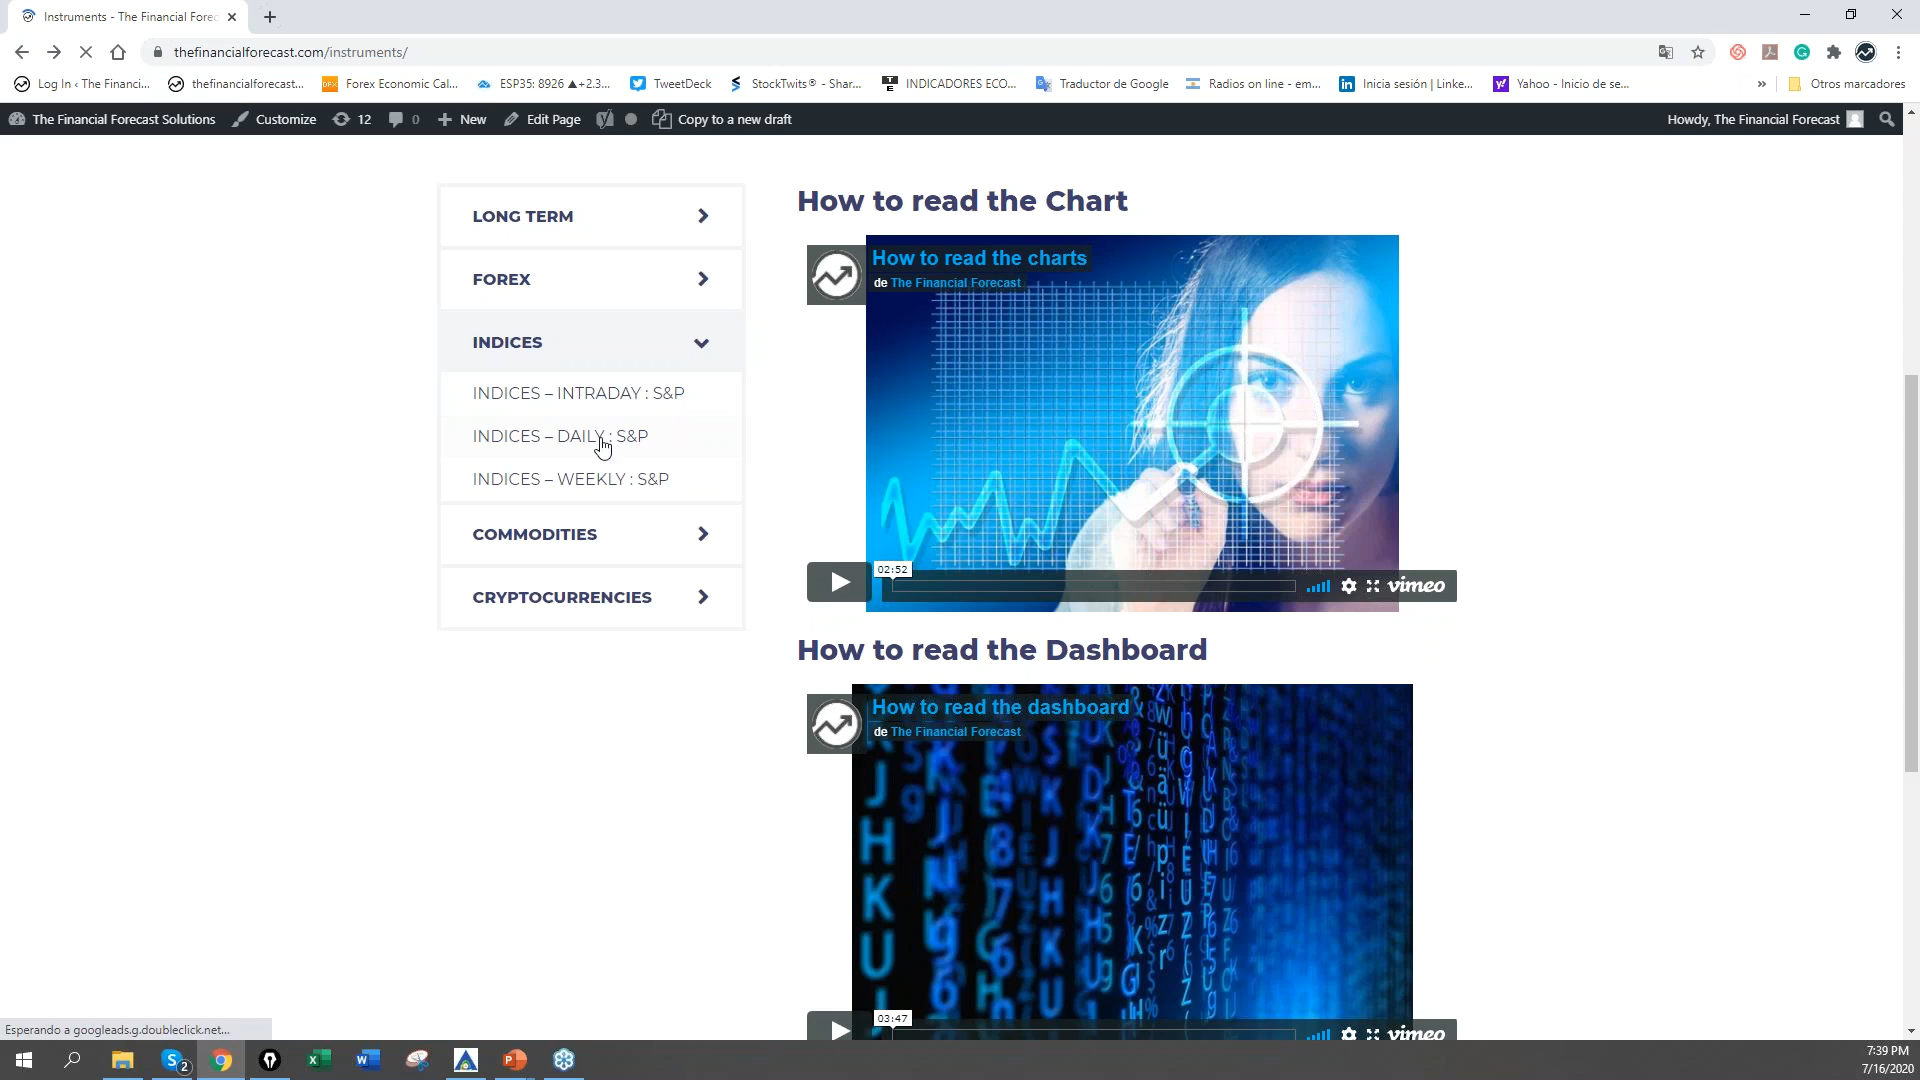 Instruments - The Financial Forec
thefinancialforecast.com/instruments/
Log In ‹ The Financi...
thefinancialforecast...
Forex Economic Cal...
ESP35: 8926 ▲+2.3...
TweetDeck
StockTwits® - Shar...
INDICADORES ECO...
Traductor de Google
Radios on line - em...
Inicia sesión | Linke...
Yahoo - Inicio de se...
»
Otros marcadores
The Financial Forecast Solutions
Customize
12
0
New
Edit Page
Copy to a new draft
Howdy, The Financial Forecast
LONG TERM
FOREX
INDICES
INDICES – INTRADAY : S&P
INDICES – DAILY : S&P
INDICES – WEEKLY : S&P
COMMODITIES
CRYPTOCURRENCIES
How to read the Chart
How to read the charts
de The Financial Forecast
02:52
vimeo
How to read the Dashboard
How to read the dashboard
de The Financial Forecast
03:47
vimeo
Esperando a googleads.g.doubleclick.net...
2
7:39 PM
7/16/2020